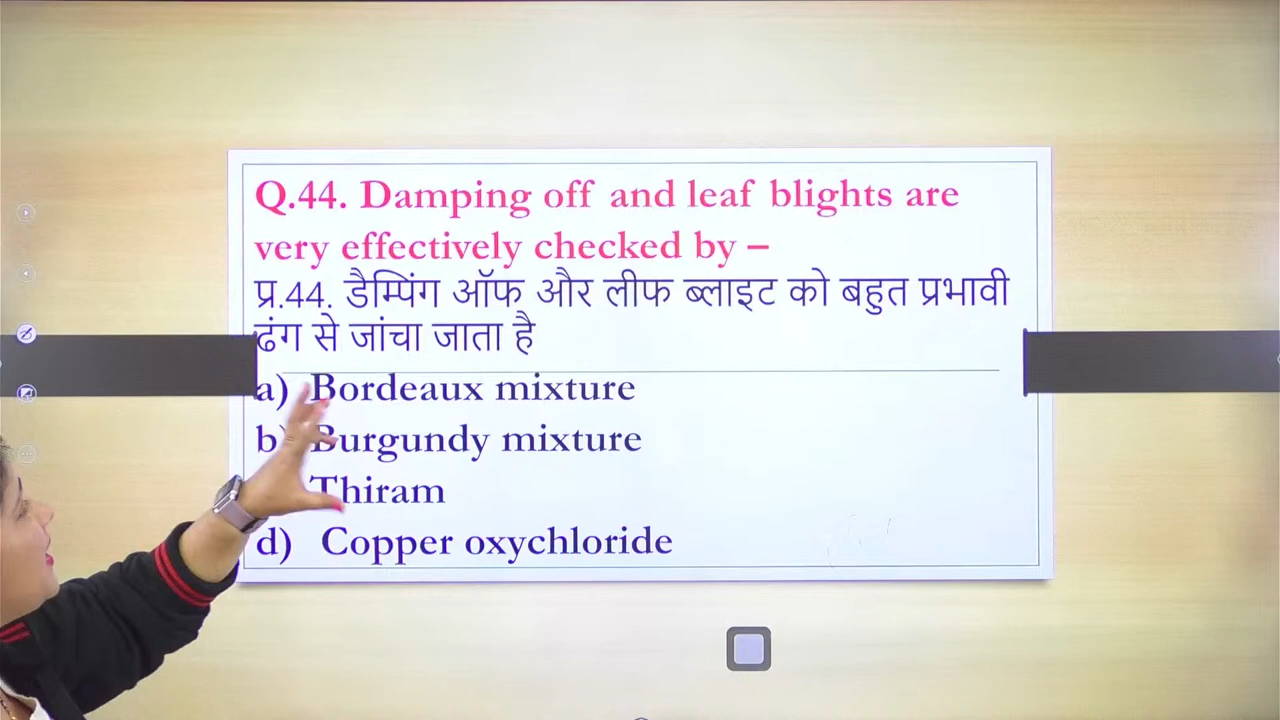 Q.44. Damping off and leaf blights are
very effectively checked by –
प्र.44. डैम्पिंग ऑफ और लीफ ब्लाइट को बहुत प्रभावी
ढंग से जांचा जाता है
a) Bordeaux mixture
b) Burgundy mixture
Thiram
d) Copper oxychloride